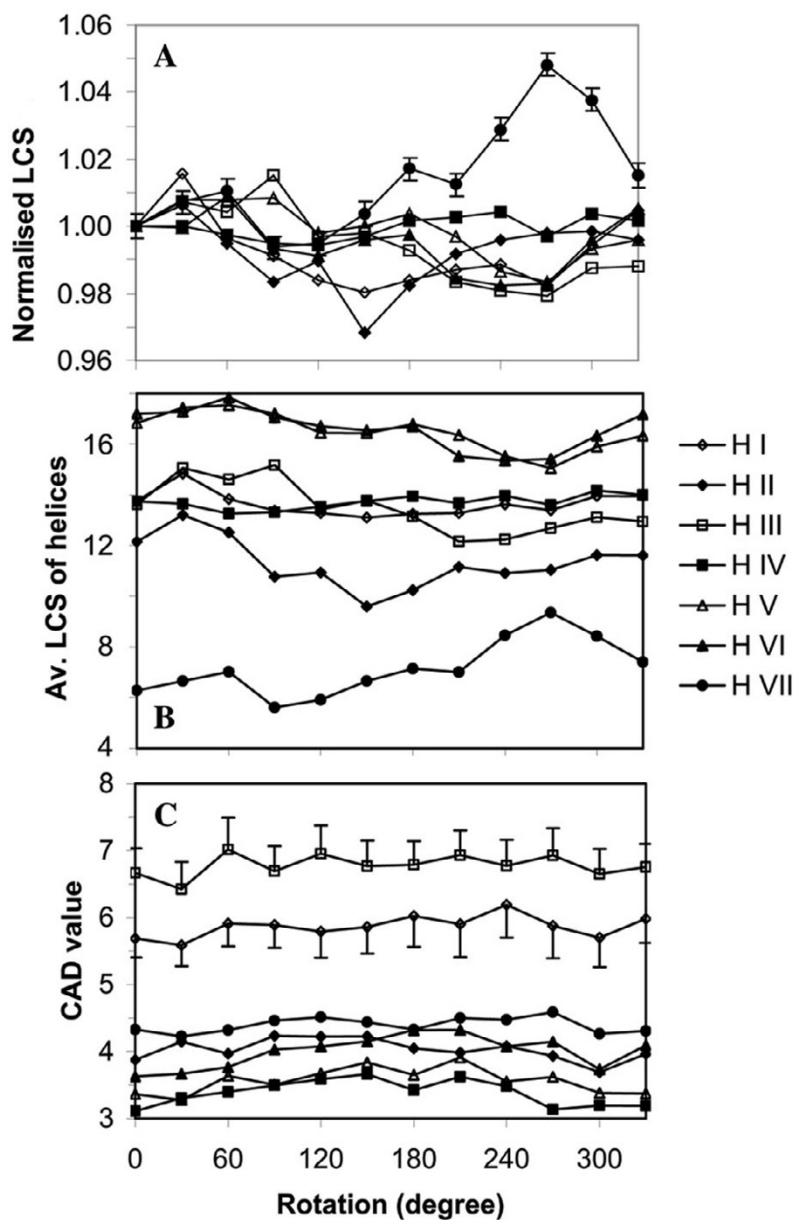 A
1.06
1.04
1.02
1.00
0.98
0.96
Normalised LCS
B
16
12
8
4
Av. LCS of helices
H I
H II
H III
H IV
H V
H VI
H VII
C
8
7
6
5
4
3
CAD value
0 60 120 180 240 300
Rotation (degree)